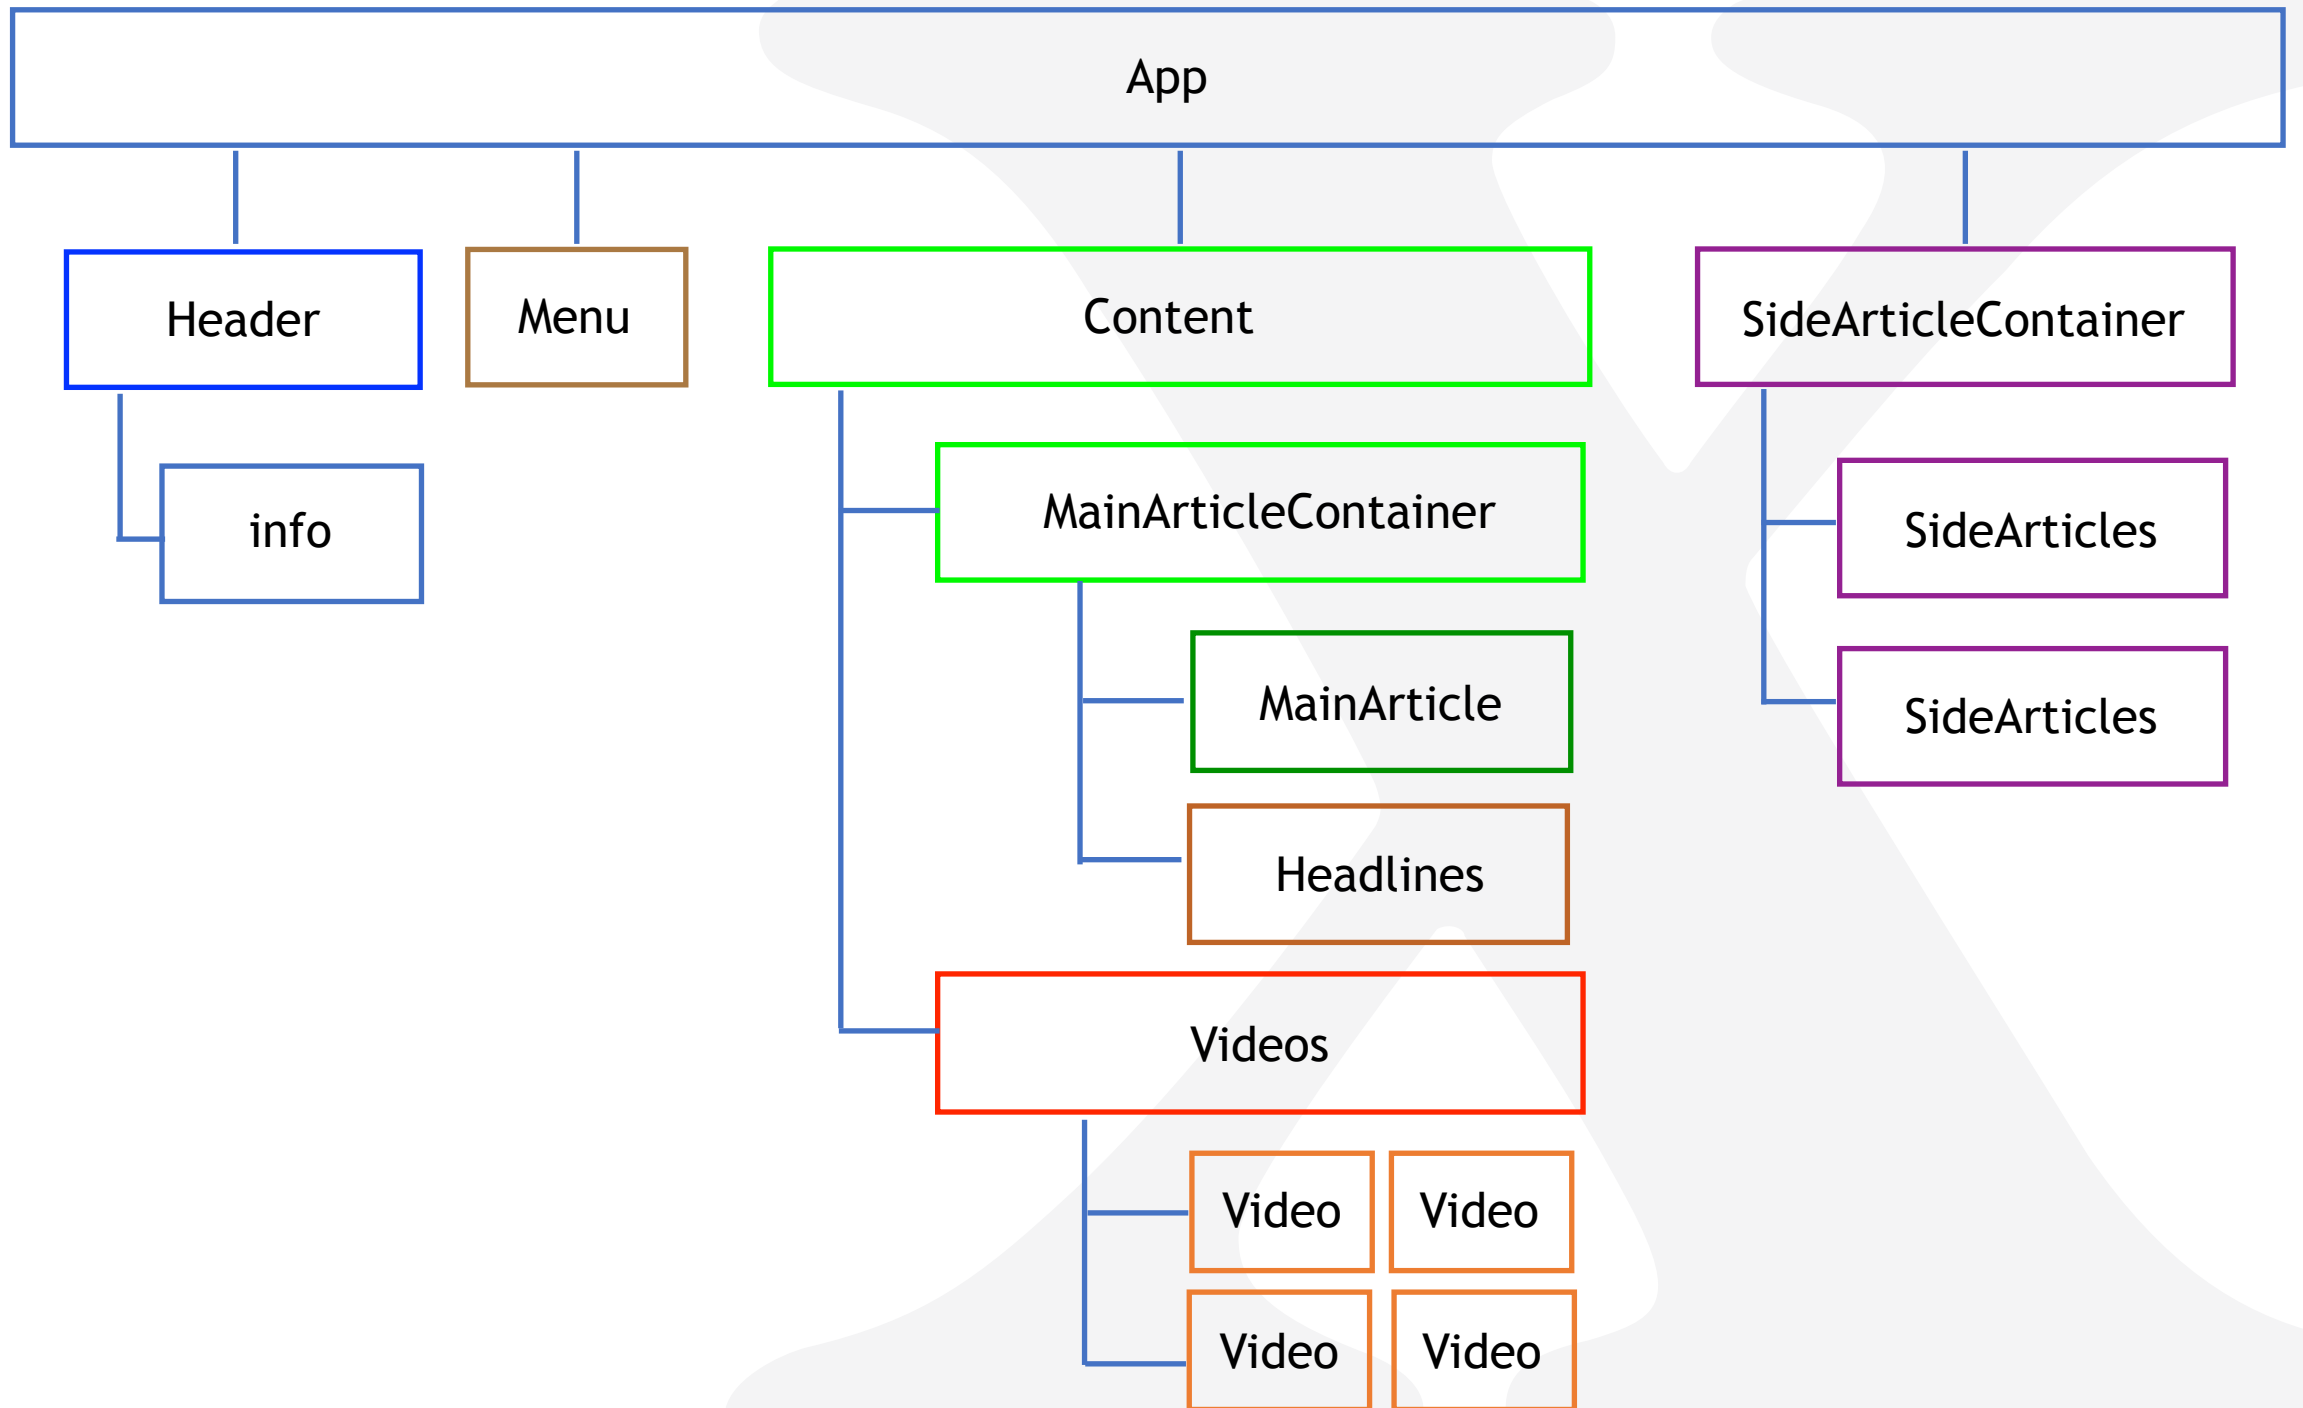 App
Header
Menu
Content
SideArticleContainer
info
MainArticleContainer
MainArticle
Headlines
Videos
Video
Video
Video
Video
SideArticles
SideArticles